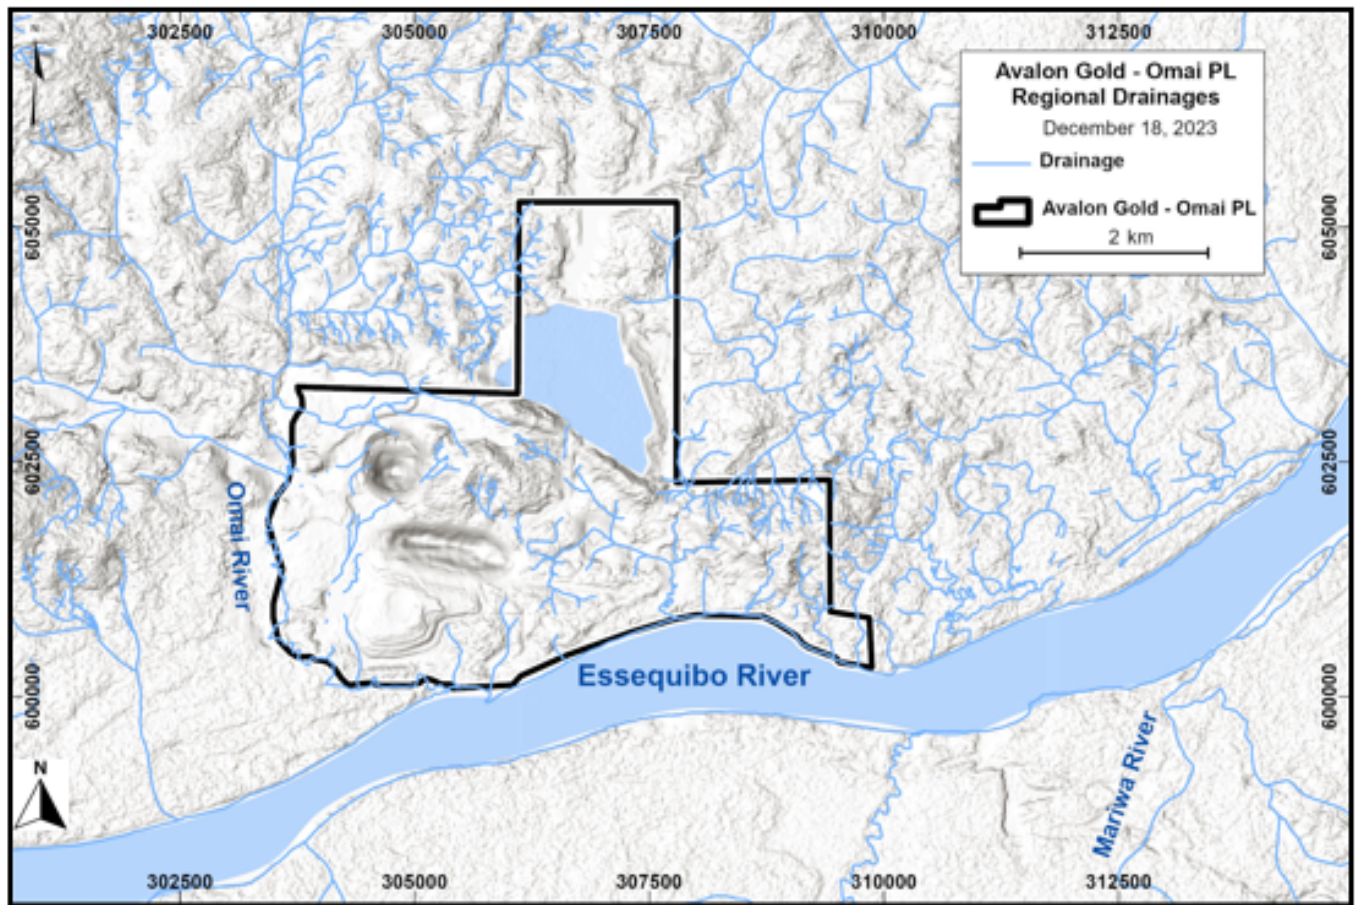 302500 305000 307500 310000 312500
N
Avalon Gold - Omai PL
Regional Drainages
December 18, 2023
Drainage
Avalon Gold - Omai PL
2 km
605000 605000
602500 602500
Omai River
Essequibo River
600000 600000
Mariwa River
N
302500 305000 307500 310000 312500